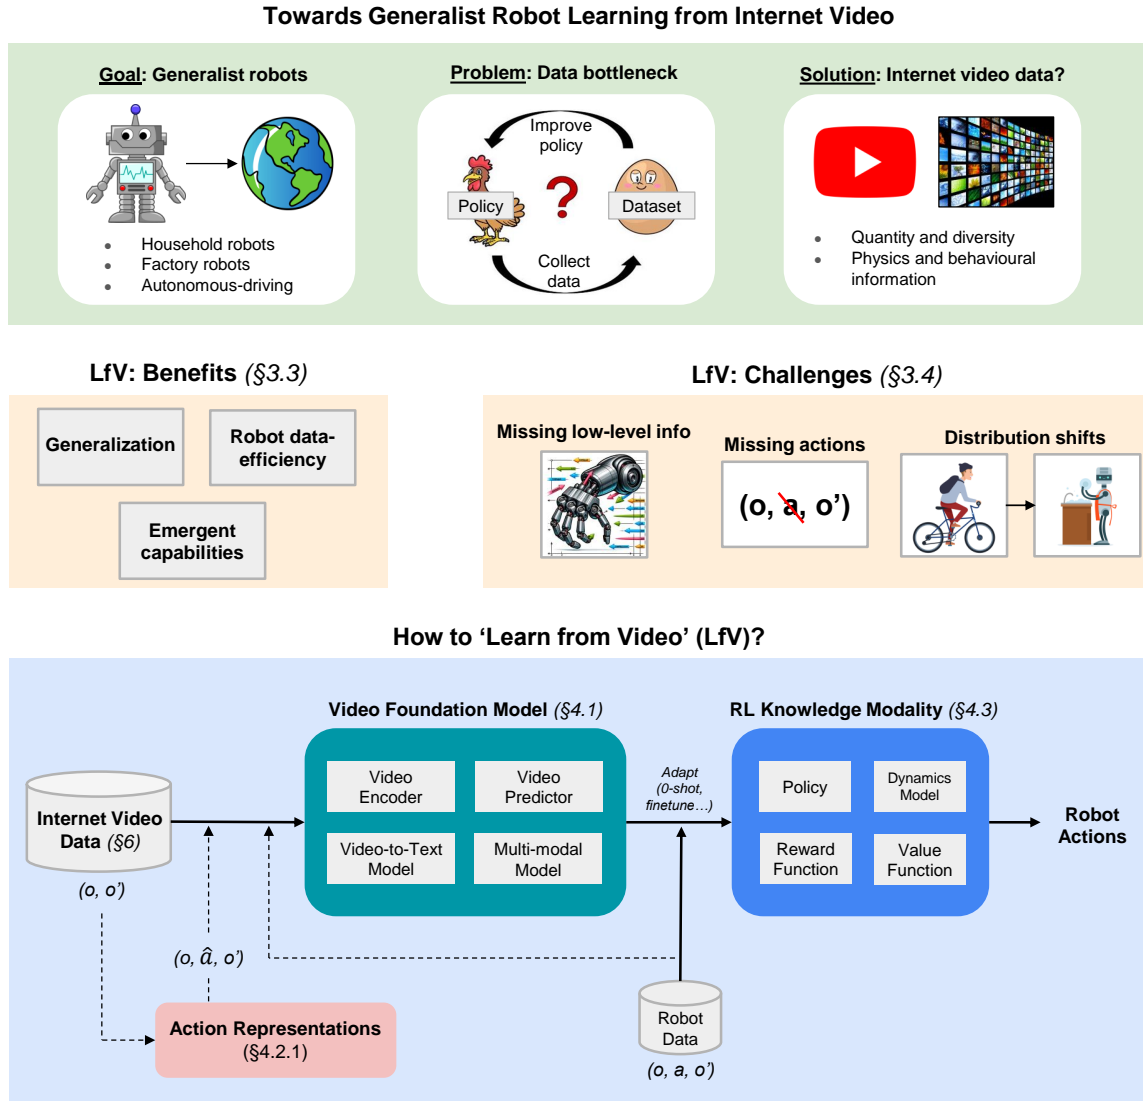 Towards Generalist Robot Learning from Internet Video
Goal: Generalist robots
Household robots
Factory robots
Autonomous-driving
Problem: Data bottleneck
Improve
policy
Policy
?
Dataset
Collect
data
Solution: Internet video data?
Quantity and diversity
Physics and behavioural
information
LfV: Benefits (§3.3)
Generalization
Robot data-
efficiency
Emergent
capabilities
LfV: Challenges (§3.4)
Missing low-level info
Missing actions
(o, a, o’)
Distribution shifts
How to ‘Learn from Video’ (LfV)?
Internet Video
Data (§6)
(o, o’)
(o, â, o’)
Action Representations
(§4.2.1)
Video Foundation Model (§4.1)
Video
Encoder
Video
Predictor
Video-to-Text
Model
Multi-modal
Model
Adapt
(0-shot,
finetune…)
Robot
Data
(o, a, o’)
RL Knowledge Modality (§4.3)
Policy
Dynamics
Model
Reward
Function
Value
Function
Robot
Actions